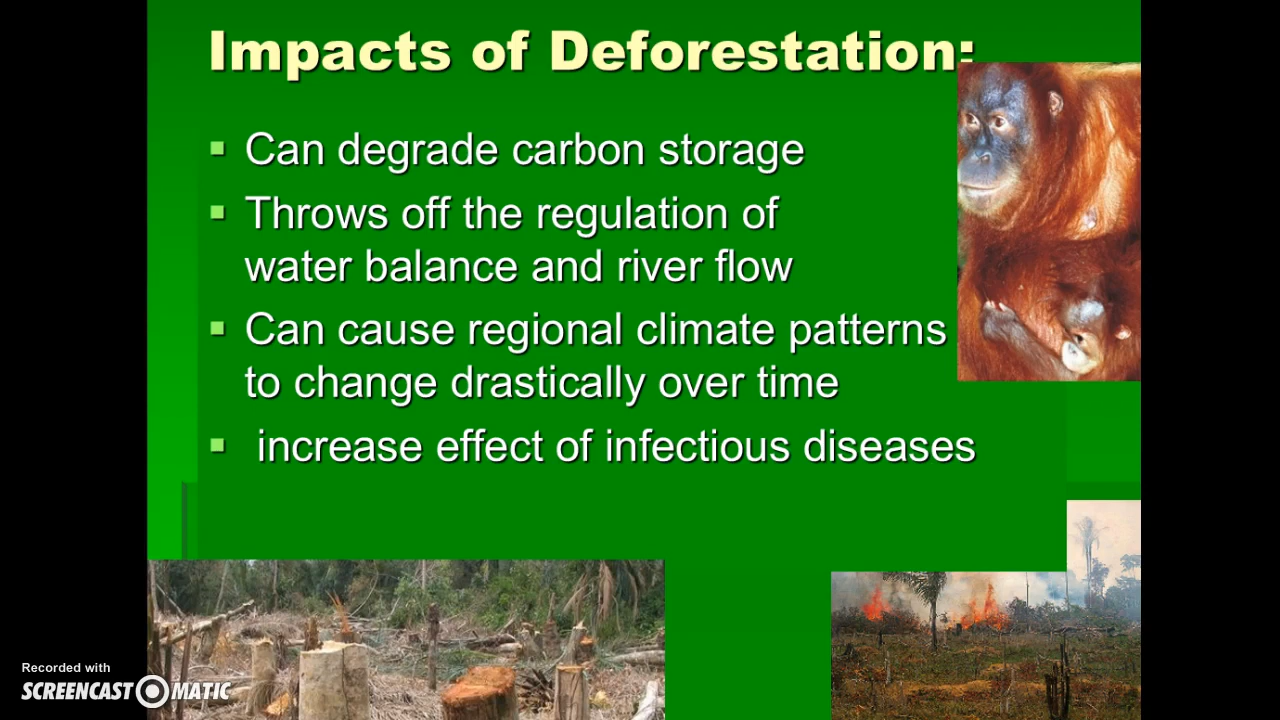 Impacts of Deforestation:
Can degrade carbon storage
Throws off the regulation of
water balance and river flow
Can cause regional climate patterns
to change drastically over time
increase effect of infectious diseases
Recorded with
SCREENCAST-O-MATIC